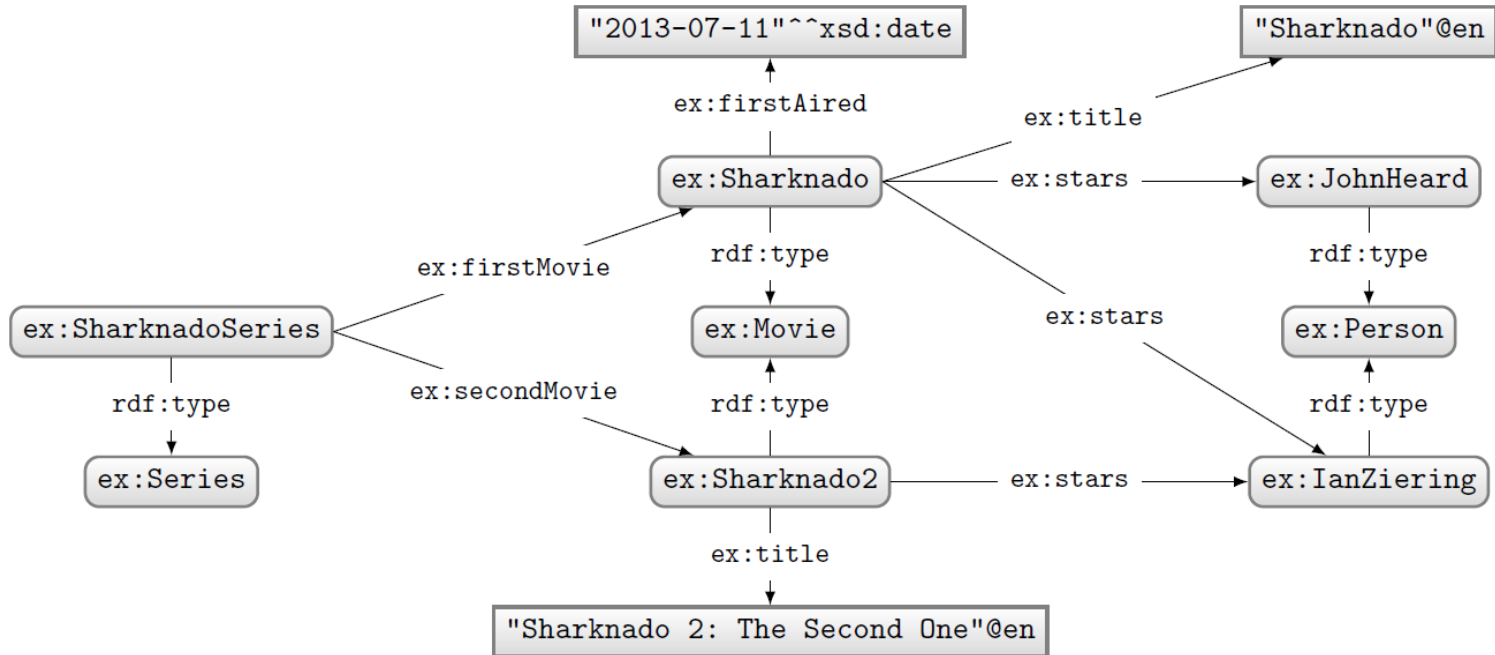 "2013-07-11"^^xsd:date
"Sharknado"@en
ex:firstAired
ex:title
ex:Sharknado
ex:stars
ex:JohnHeard
ex:firstMovie
rdf:type
rdf:type
ex:SharknadoSeries
ex:Movie
ex:stars
ex:Person
ex:secondMovie
rdf:type
rdf:type
rdf:type
ex:Series
ex:Sharknado2
ex:stars
ex:IanZiering
ex:title
"Sharknado 2: The Second One"@en